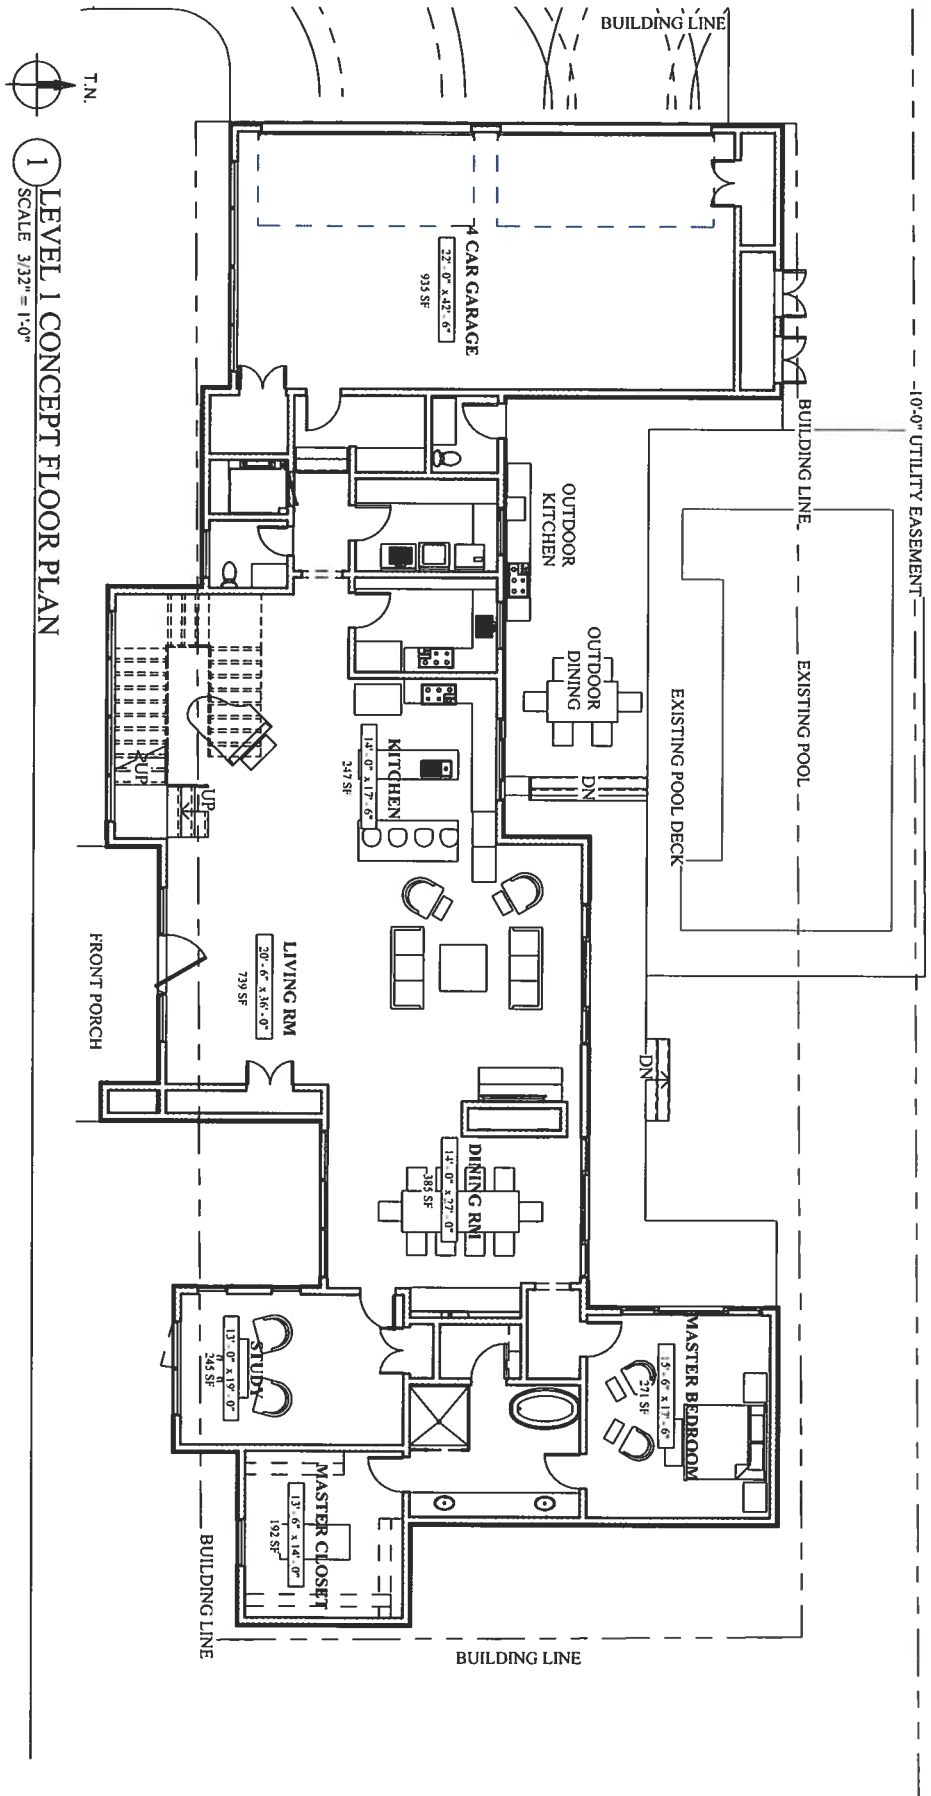 BUILDING LINE
10'-0" UTILITY EASEMENT
BUILDING LINE
EXISTING POOL
EXISTING POOL DECK
OUTDOOR
KITCHEN
OUTDOOR
DINING
DN
DN
4 CAR GARAGE
22'-0" x 42'-6"
935 SF
KITCHEN
14'-0" x 17'-6"
247 SF
UP
UP
LIVING RM
20'-6" x 36'-0"
739 SF
FRONT PORCH
DINING RM
14'-0" x 27'-0"
385 SF
MASTER BEDROOM
15'-6" x 17'-6"
271 SF
STUDY
13'-0" x 19'-0"
245 SF
MASTER CLOSET
13'-6" x 14'-0"
192 SF
BUILDING LINE
BUILDING LINE
T.N.
1
LEVEL 1 CONCEPT FLOOR PLAN
SCALE 3/32" = 1'-0"